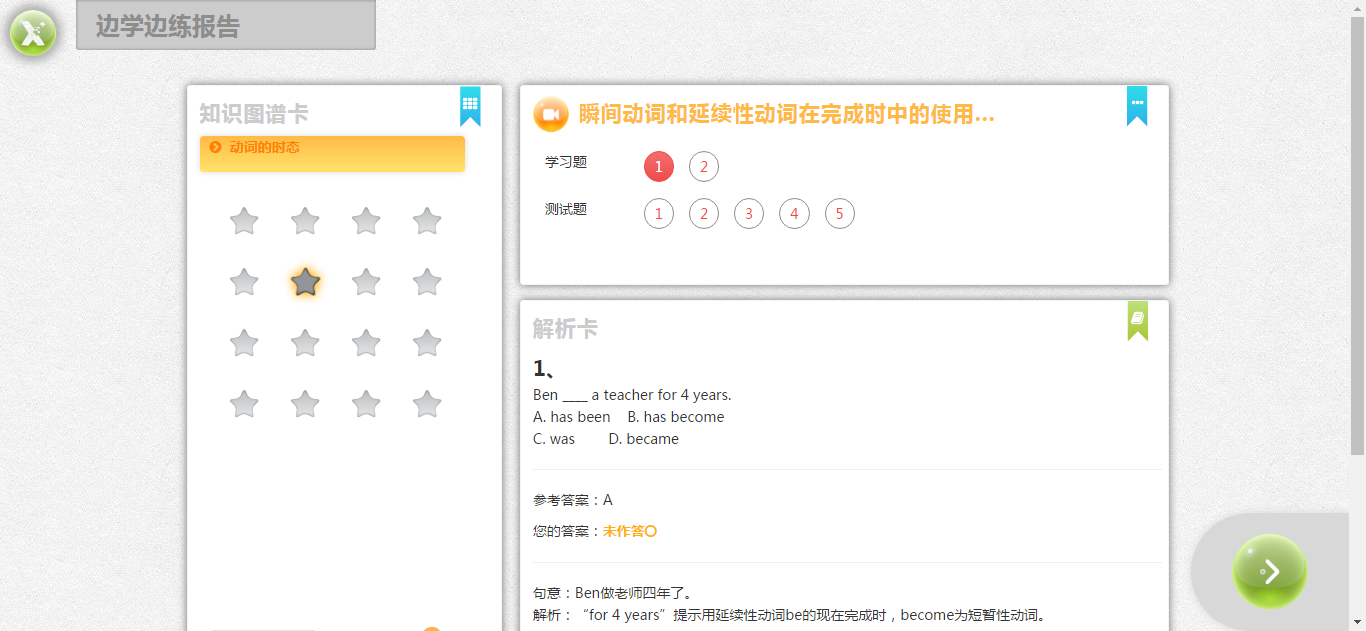 边学边练报告
知识图谱卡
动词的时态
瞬间动词和延续性动词在完成时中的使用...
学习题 1 2
测试题 1 2 3 4 5
解析卡
1、
Ben ____ a teacher for 4 years.
A. has been B. has become
C. was D. became
参考答案：A
您的答案：未作答〇
句意：Ben做老师四年了。
解析：“for 4 years”提示用延续性动词be的现在完成时，become为短暂性动词。